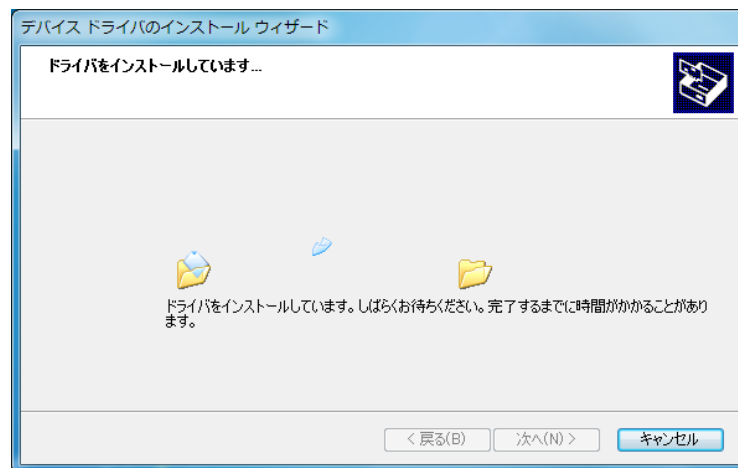 デバイス ドライバのインストール ウィザード
ドライバをインストールしています...
ドライバをインストールしています。しばらくお待ちください。完了するまでに時間がかかることがあり
ます。
< 戻る(B)
次へ(N) >
キャンセル